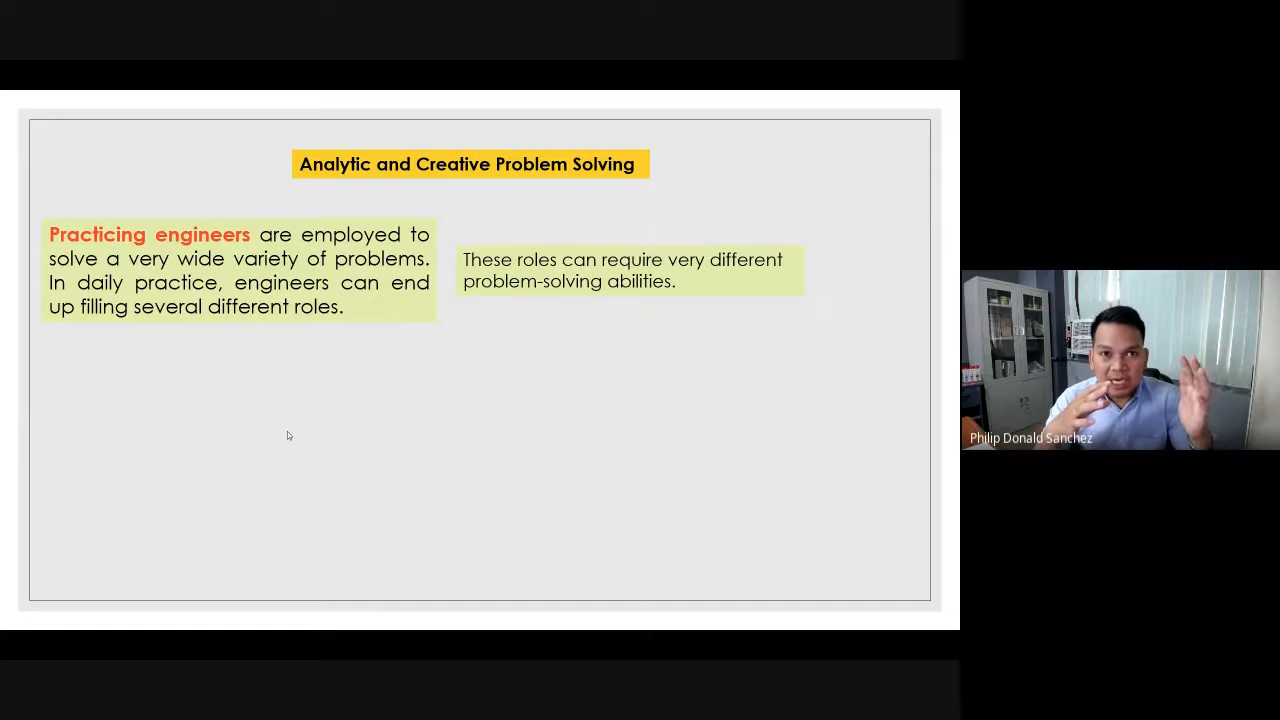 Analytic and Creative Problem Solving
Practicing engineers are employed to
solve a very wide variety of problems.
In daily practice, engineers can end
up filling several different roles.
These roles can require very different
problem-solving abilities.
Philip Donald Sanchez